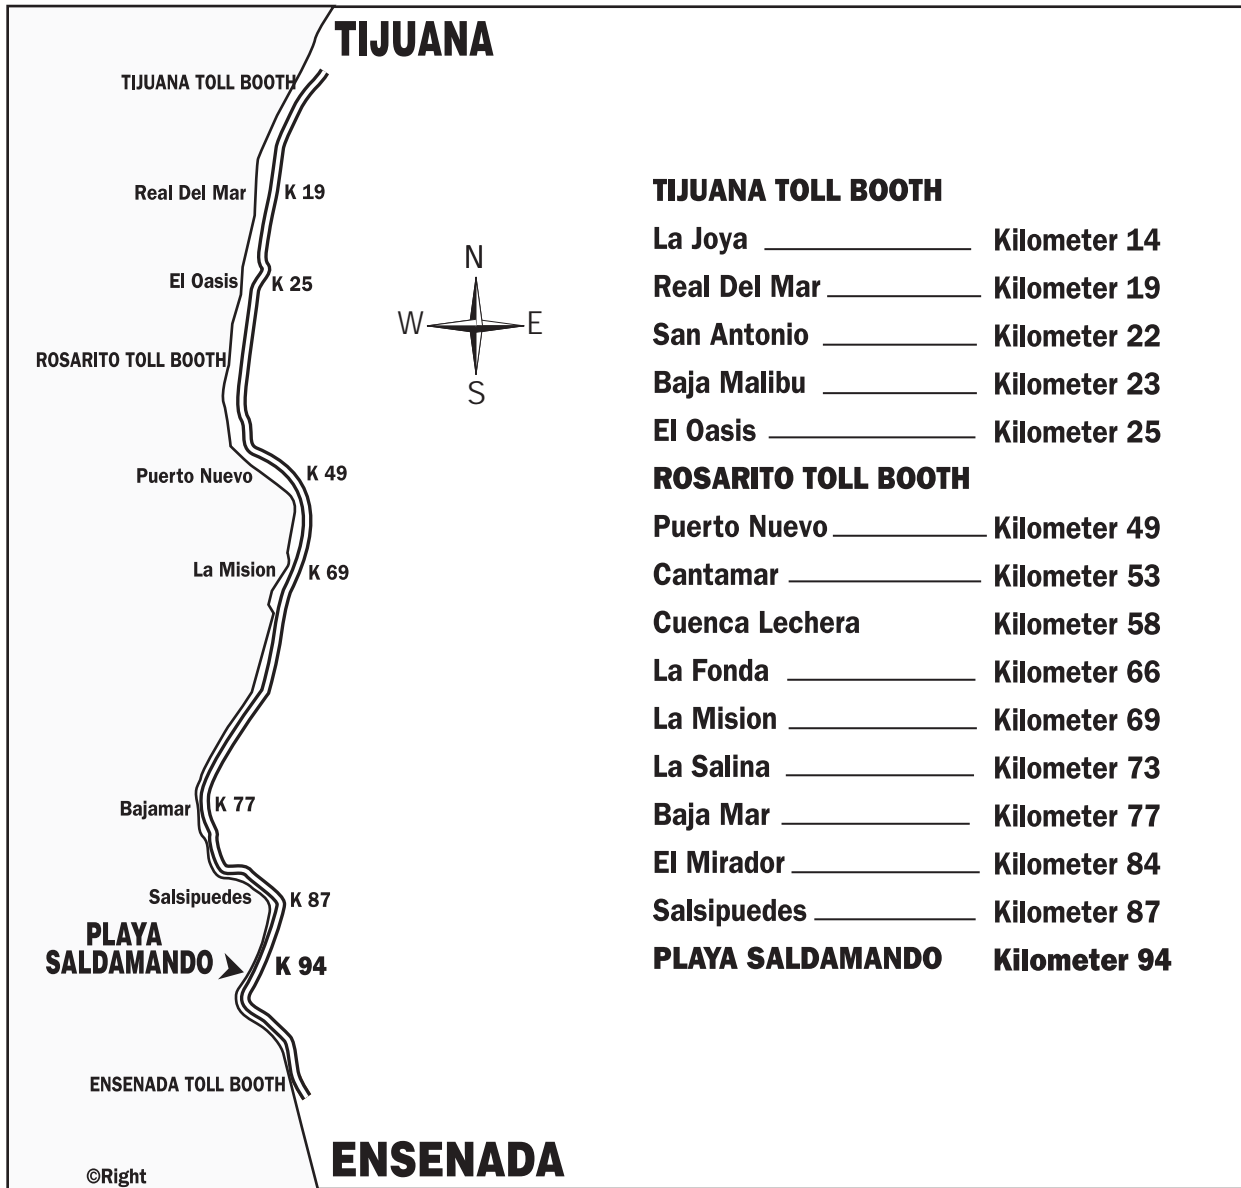 TIJUANA
TIJUANA TOLL BOOTH
Real Del Mar
K 19
El Oasis
K 25
ROSARITO TOLL BOOTH
Puerto Nuevo
K 49
La Mision
K 69
Bajamar
K 77
Salsipuedes
K 87
PLAYA
SALDAMANDO
K 94
ENSENADA TOLL BOOTH
ENSENADA
©Right
N
W
E
S
TIJUANA TOLL BOOTH
La Joya Kilometer 14
Real Del Mar Kilometer 19
San Antonio Kilometer 22
Baja Malibu Kilometer 23
El Oasis Kilometer 25
ROSARITO TOLL BOOTH
Puerto Nuevo Kilometer 49
Cantamar Kilometer 53
Cuenca Lechera Kilometer 58
La Fonda Kilometer 66
La Mision Kilometer 69
La Salina Kilometer 73
Baja Mar Kilometer 77
El Mirador Kilometer 84
Salsipuedes Kilometer 87
PLAYA SALDAMANDO Kilometer 94